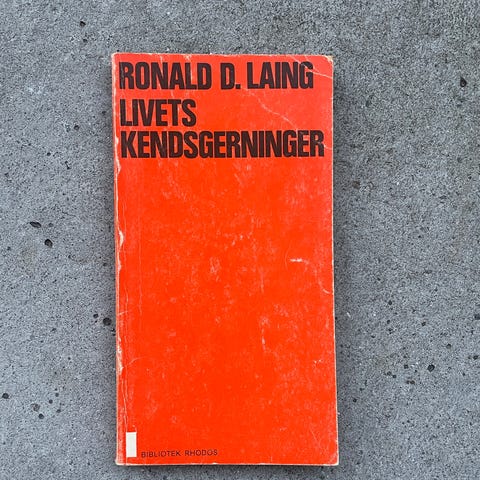 RONALD D. LAING
LIVETS
KENDSGERNINGER
BIBLIOTEK RHODOS